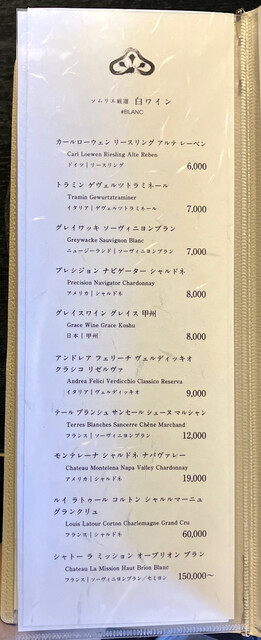 ソムリエ厳選 白ワイン
#BLANC
カールローウェン リースリング アルテ レーベン
Carl Loewen Riesling Alte Reben
ドイツ | リースリング 6,000
トラミン ゲヴェルツトラミネール
Tramin Gewurztraminer
イタリア | ゲヴェルツトラミネール 7,000
グレイワッキ ソーヴィニヨンブラン
Greywacke Sauvignon Blanc
ニュージーランド | ソーヴィニヨンブラン 7,000
プレシジョン ナビゲーター シャルドネ
Precision Navigator Chardonnay
アメリカ | シャルドネ 8,000
グレイスワイン グレイス 甲州
Grace Wine Grace Koshu
日本 | 甲州 8,000
アンドレア フェリーチ ヴェルディッキオ
クラシコ リゼルヴァ
Andrea Felici Verdicchio Classico Reserva
イタリア | ヴェルディッキオ 9,000
テール ブランシュ サンセール シェーヌ マルシャン
Terres Blanches Sancerre Chêne Marchand
フランス | ソーヴィニヨンブラン 12,000
モンテレーナ シャルドネ ナパヴァレー
Chateau Montelena Napa Valley Chardonnay
アメリカ | シャルドネ 19,000
ルイ ラトゥール コルトン シャルルマーニュ
グランクリュ
Louis Latour Corton Charlemagne Grand Cru
フランス | シャルドネ 60,000
シャトー ラ ミッション オーブリオン ブラン
Chateau La Mission Haut Brion Blanc
フランス | ソーヴィニヨンブラン / セミヨン 150,000〜